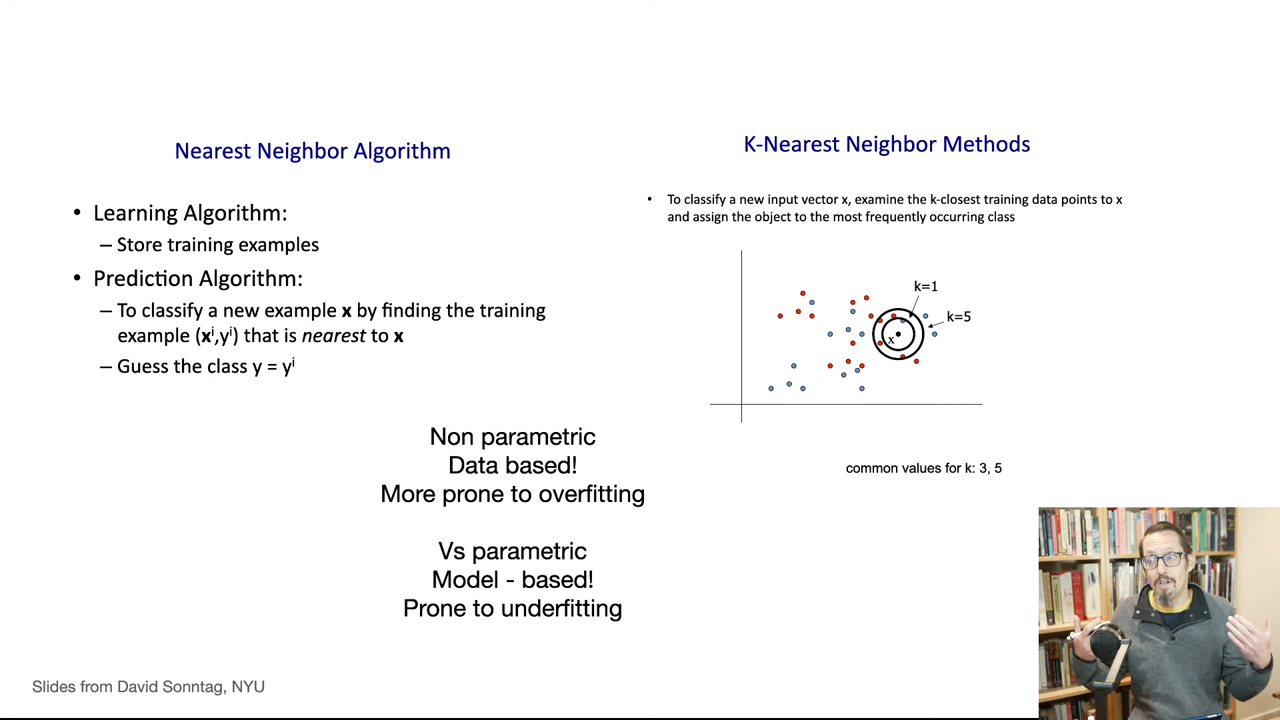 Nearest Neighbor Algorithm
• Learning Algorithm:
– Store training examples
• Prediction Algorithm:
– To classify a new example x by finding the training
example (xⁱ,yⁱ) that is nearest to x
– Guess the class y = yⁱ
K-Nearest Neighbor Methods
• To classify a new input vector x, examine the k-closest training data points to x
and assign the object to the most frequently occurring class
k=1
k=5
x
common values for k: 3, 5
Non parametric
Data based!
More prone to overfitting
Vs parametric
Model - based!
Prone to underfitting
Slides from David Sonntag, NYU